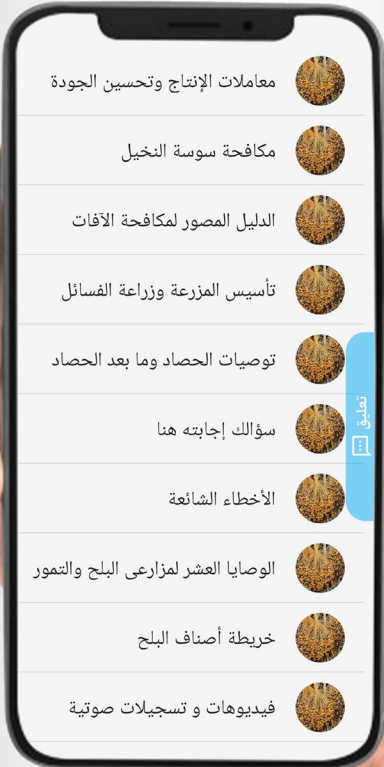 معاملات الإنتاج وتحسين الجودة
مكافحة سوسة النخيل
الدليل المصور لمكافحة الآفات
تأسيس المزرعة وزراعة الفسائل
توصيات الحصاد وما بعد الحصاد
سؤالك إجابته هنا
الأخطاء الشائعة
الوصايا العشر لمزارعى البلح والتمور
خريطة أصناف البلح
فيديوهات و تسجيلات صوتية
تعليق